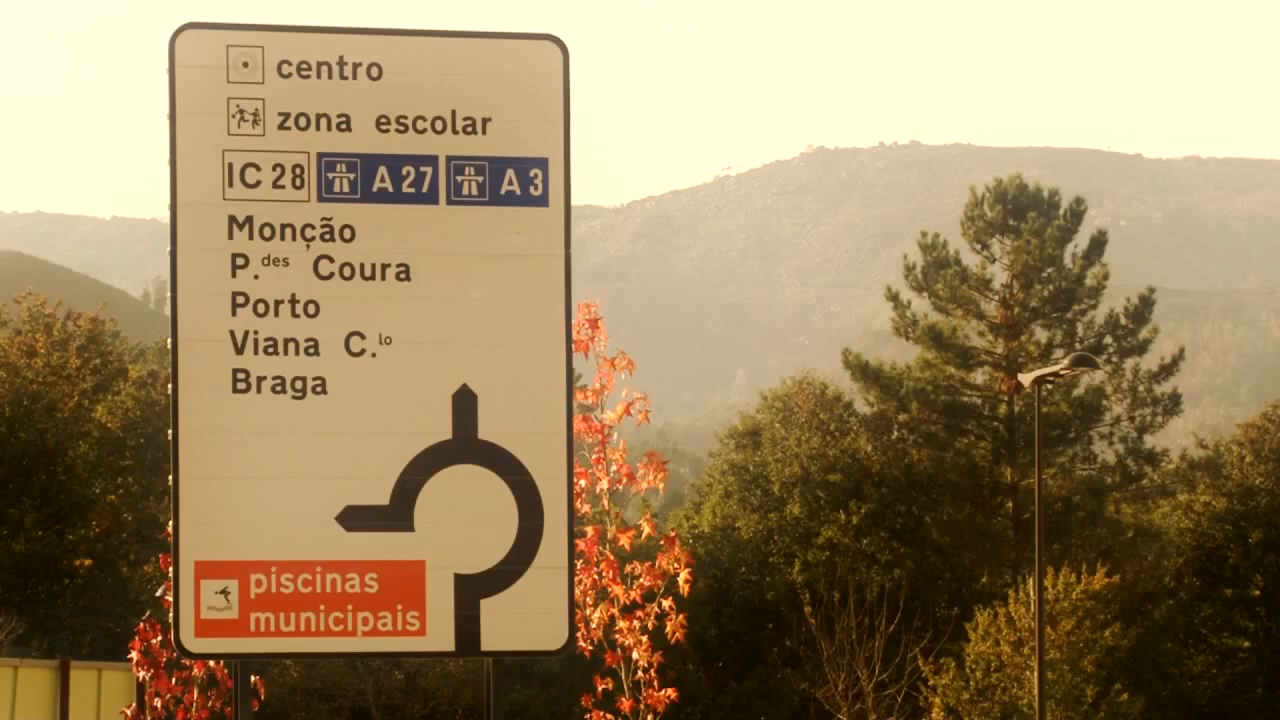 centro
zona escolar
IC 28 A 27 A 3
Monção
P.des Coura
Porto
Viana C.lo
Braga
piscinas
municipais